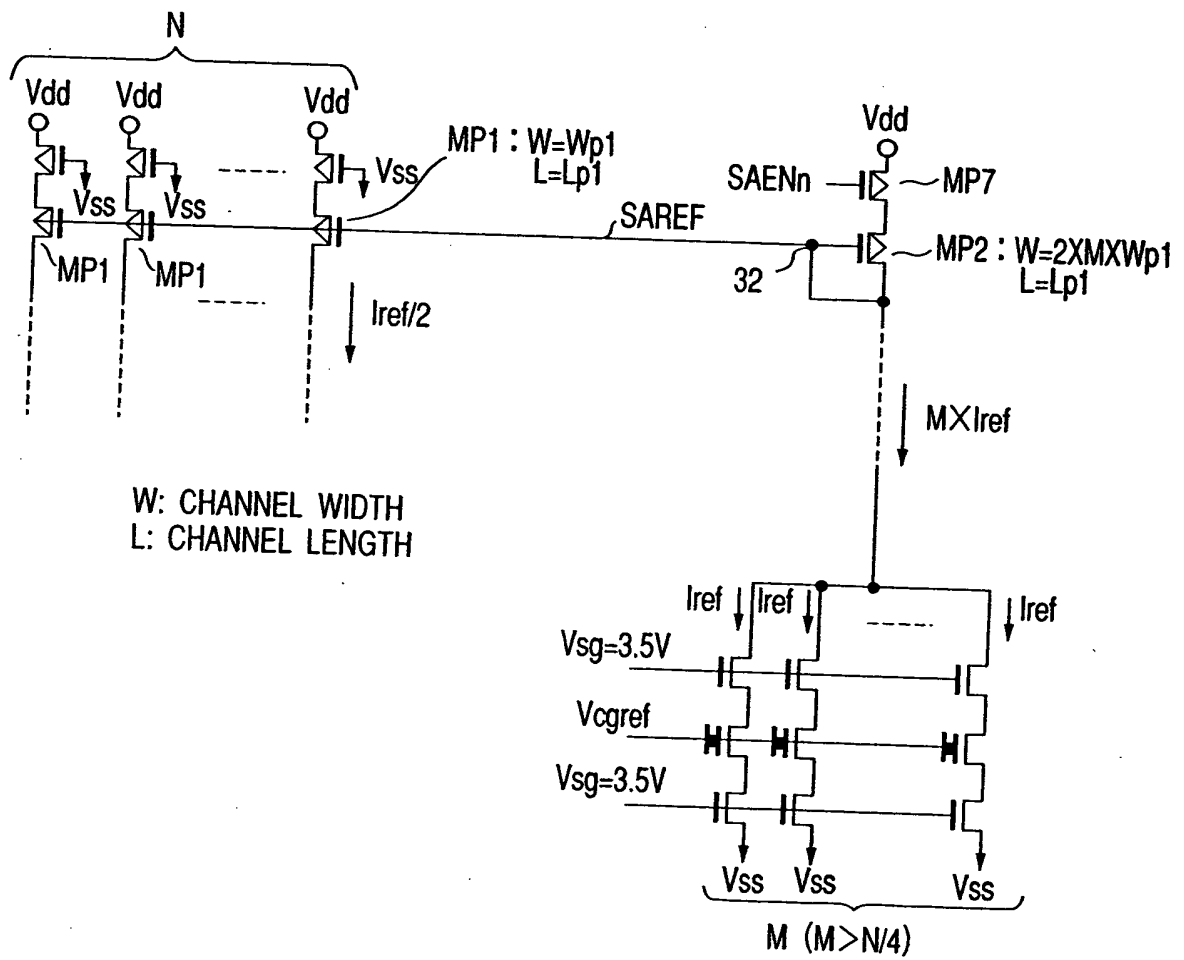 N
Vdd Vdd Vdd
MP1 : W=Wp1
L=Lp1
Vss Vss Vss
MP1 MP1
Iref/2
SAREF
Vdd
SAENn
MP7
32
MP2 : W=2XMXWp1
L=Lp1
M×Iref
W: CHANNEL WIDTH
L: CHANNEL LENGTH
Iref Iref Iref
Vsg=3.5V
Vcgref
Vsg=3.5V
Vss Vss Vss
M (M>N/4)